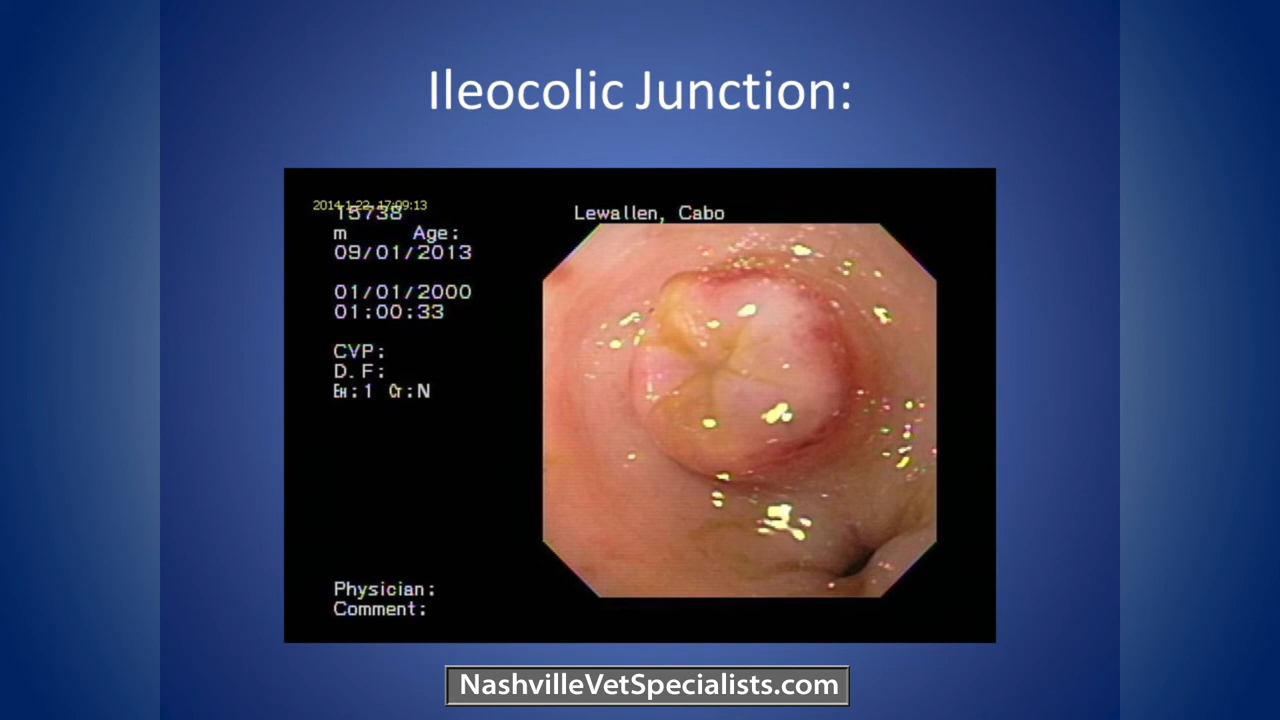 Ileocolic Junction:
2014.1.22. 17:09:13
15738
Lewallen, Cabo
m Age:
09/01/2013
01/01/2000
01:00:33
CVP:
D.F:
EH:1 Cr:N
Physician:
Comment:
NashvilleVetSpecialists.com